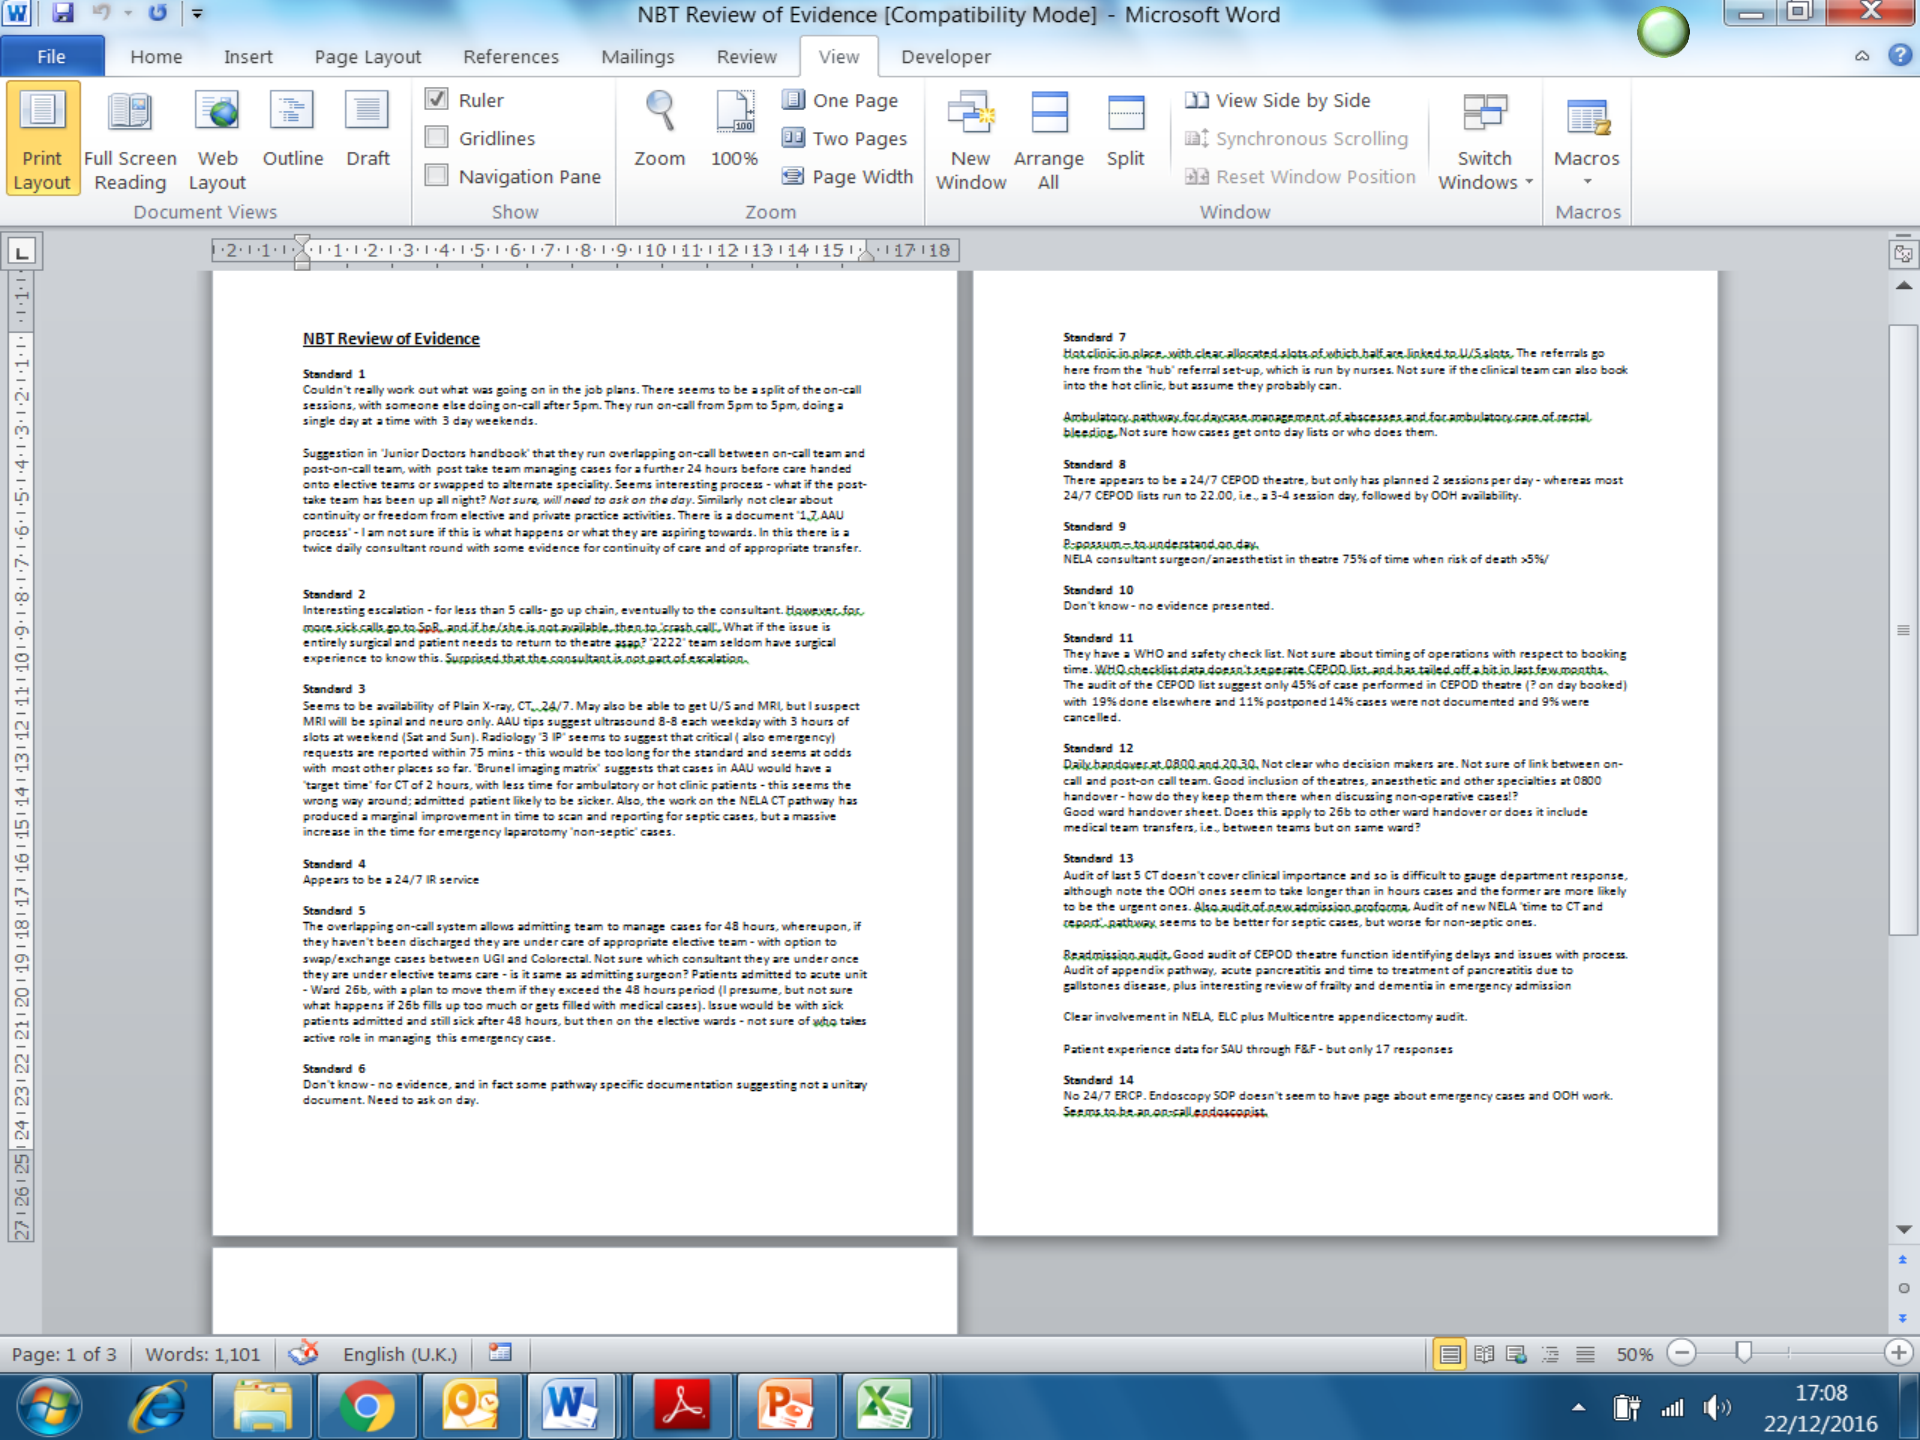 NBT Review of Evidence [Compatibility Mode] - Microsoft Word
File Home Insert Page Layout References Mailings Review View Developer
Print Layout
Full Screen Reading
Web Layout
Outline
Draft
Document Views
Ruler
Gridlines
Navigation Pane
Show
Zoom
100%
One Page
Two Pages
Page Width
Zoom
New Window
Arrange All
Split
View Side by Side
Synchronous Scrolling
Reset Window Position
Window
Switch Windows
Macros
Macros
NBT Review of Evidence
Standard 1
Couldn't really work out what was going on in the job plans. There seems to be a split of the on-call
sessions, with someone else doing on-call after 5pm. They run on-call from 5pm to 5pm, doing a
single day at a time with 3 day weekends.
Suggestion in 'Junior Doctors handbook' that they run overlapping on-call between on-call team and
post-on-call team, with post take team managing cases for a further 24 hours before care handed
onto elective teams or swapped to alternate speciality. Seems interesting process - what if the post-
take team has been up all night? Not sure, will need to ask on the day. Similarly not clear about
continuity or freedom from elective and private practice activities. There is a document '1.7 AAU
process' - I am not sure if this is what happens or what they are aspiring towards. In this there is a
twice daily consultant round with some evidence for continuity of care and of appropriate transfer.
Standard 2
Interesting escalation - for less than 5 calls- go up chain, eventually to the consultant. However, for
more sick calls go to SpR, and if he/she is not available, then to 'crash call'. What if the issue is
entirely surgical and patient needs to return to theatre asap? '2222' team seldom have surgical
experience to know this. Surprised that the consultant is not part of escalation.
Standard 3
Seems to be availability of Plain X-ray, CT, 24/7. May also be able to get U/S and MRI, but I suspect
MRI will be spinal and neuro only. AAU tips suggest ultrasound 8-8 each weekday with 3 hours of
slots at weekend (Sat and Sun). Radiology '3 IP' seems to suggest that critical ( also emergency)
requests are reported within 75 mins - this would be too long for the standard and seems at odds
with most other places so far. 'Brunel imaging matrix' suggests that cases in AAU would have a
'target time' for CT of 2 hours, with less time for ambulatory or hot clinic patients - this seems the
wrong way around; admitted patient likely to be sicker. Also, the work on the NELA CT pathway has
produced a marginal improvement in time to scan and reporting for septic cases, but a massive
increase in the time for emergency laparotomy 'non-septic' cases.
Standard 4
Appears to be a 24/7 IR service
Standard 5
The overlapping on-call system allows admitting team to manage cases for 48 hours, whereupon, if
they haven't been discharged they are under care of appropriate elective team - with option to
swap/exchange cases between UGI and Colorectal. Not sure which consultant they are under once
they are under elective teams care - is it same as admitting surgeon? Patients admitted to acute unit
- Ward 26b, with a plan to move them if they exceed the 48 hours period (I presume, but not sure
what happens if 26b fills up too much or gets filled with medical cases). Issue would be with sick
patients admitted and still sick after 48 hours, but then on the elective wards - not sure of who takes
active role in managing this emergency case.
Standard 6
Don't know - no evidence, and in fact some pathway specific documentation suggesting not a unitay
document. Need to ask on day.
Standard 7
Hot clinic in place, with clear allocated slots of which half are linked to U/S slots. The referrals go
here from the 'hub' referral set-up, which is run by nurses. Not sure if the clinical team can also book
into the hot clinic, but assume they probably can.
Ambulatory pathway for daycase management of abscesses and for ambulatory care of rectal
bleeding. Not sure how cases get onto day lists or who does them.
Standard 8
There appears to be a 24/7 CEPOD theatre, but only has planned 2 sessions per day - whereas most
24/7 CEPOD lists run to 22.00, i.e., a 3-4 session day, followed by OOH availability.
Standard 9
P-possum – to understand on day.
NELA consultant surgeon/anaesthetist in theatre 75% of time when risk of death >5%/
Standard 10
Don't know - no evidence presented.
Standard 11
They have a WHO and safety check list. Not sure about timing of operations with respect to booking
time. WHO checklist data doesn't seperate CEPOD list, and has tailed off a bit in last few months.
The audit of the CEPOD list suggest only 45% of case performed in CEPOD theatre (? on day booked)
with 19% done elsewhere and 11% postponed 14% cases were not documented and 9% were
cancelled.
Standard 12
Daily handover at 0800 and 20.30. Not clear who decision makers are. Not sure of link between on-
call and post-on call team. Good inclusion of theatres, anaesthetic and other specialties at 0800
handover - how do they keep them there when discussing non-operative cases!?
Good ward handover sheet. Does this apply to 26b to other ward handover or does it include
medical team transfers, i.e., between teams but on same ward?
Standard 13
Audit of last 5 CT doesn't cover clinical importance and so is difficult to gauge department response,
although note the OOH ones seem to take longer than in hours cases and the former are more likely
to be the urgent ones. Also audit of new admission proforma. Audit of new NELA 'time to CT and
report' pathway seems to be better for septic cases, but worse for non-septic ones.
Readmission audit. Good audit of CEPOD theatre function identifying delays and issues with process.
Audit of appendix pathway, acute pancreatitis and time to treatment of pancreatitis due to
gallstones disease, plus interesting review of frailty and dementia in emergency admission
Clear involvement in NELA, ELC plus Multicentre appendicectomy audit.
Patient experience data for SAU through F&F - but only 17 responses
Standard 14
No 24/7 ERCP. Endoscopy SOP doesn't seem to have page about emergency cases and OOH work.
Seems to be an on-call endoscopist.
Page: 1 of 3 Words: 1,101 English (U.K.) 50%
17:08
22/12/2016